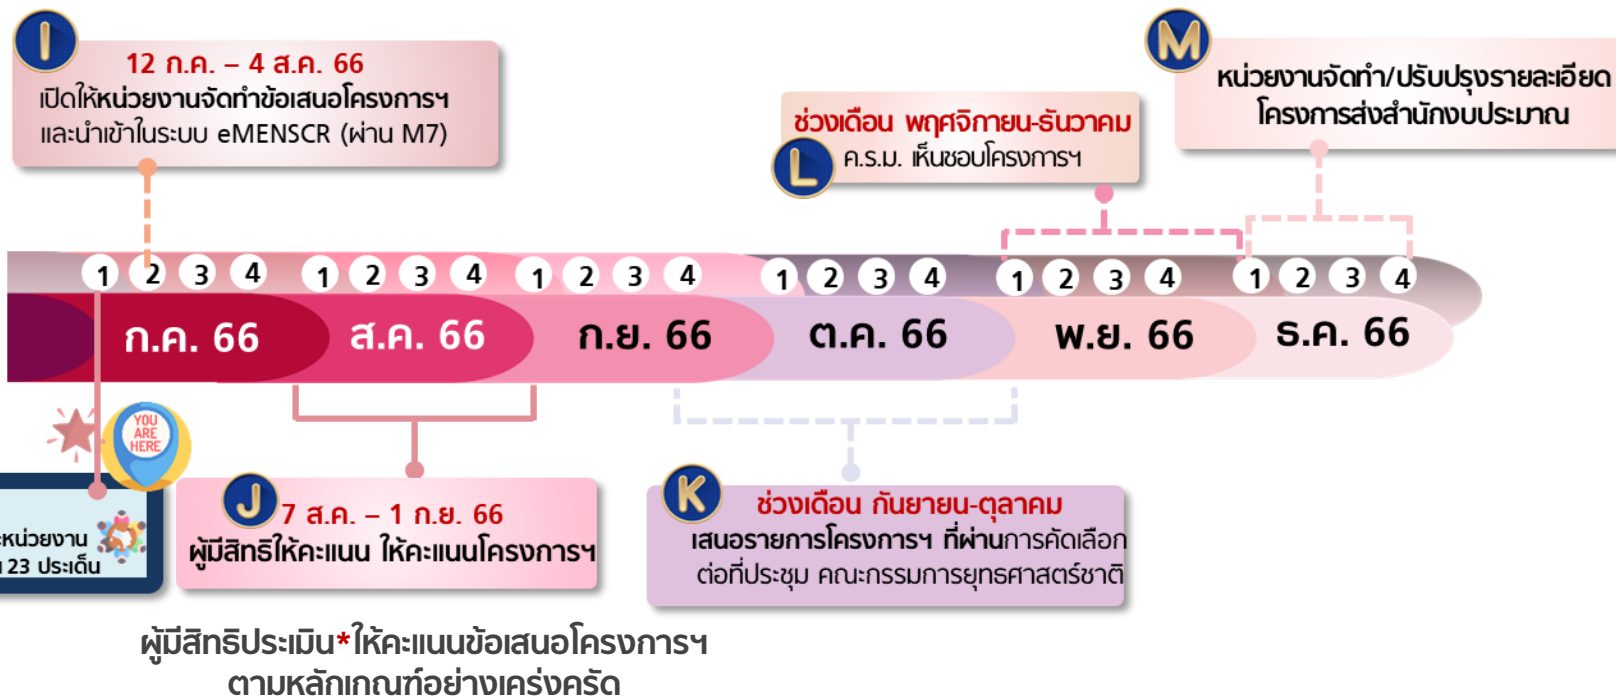 I
12 ก.ค. – 4 ส.ค. 66
เปิดให้หน่วยงานจัดทำข้อเสนอโครงการฯ
และนำเข้าในระบบ eMENSCR (ผ่าน M7)
M
หน่วยงานจัดทำ/ปรับปรุงรายละเอียด
โครงการส่งสำนักงบประมาณ
ช่วงเดือน พฤศจิกายน-ธันวาคม
L
ค.ร.ม. เห็นชอบโครงการฯ
1 2 3 4 1 2 3 4 1 2 3 4 1 2 3 4 1 2 3 4 1 2 3 4
ก.ค. 66 ส.ค. 66 ก.ย. 66 ต.ค. 66 พ.ย. 66 ธ.ค. 66
YOU
ARE
HERE
หน่วยงาน
23 ประเด็น
J
7 ส.ค. – 1 ก.ย. 66
ผู้มีสิทธิให้คะแนน ให้คะแนนโครงการฯ
K
ช่วงเดือน กันยายน-ตุลาคม
เสนอรายการโครงการฯ ที่ผ่านการคัดเลือก
ต่อที่ประชุม คณะกรรมการยุทธศาสตร์ชาติ
ผู้มีสิทธิประเมิน*ให้คะแนนข้อเสนอโครงการฯ
ตามหลักเกณฑ์อย่างเคร่งครัด